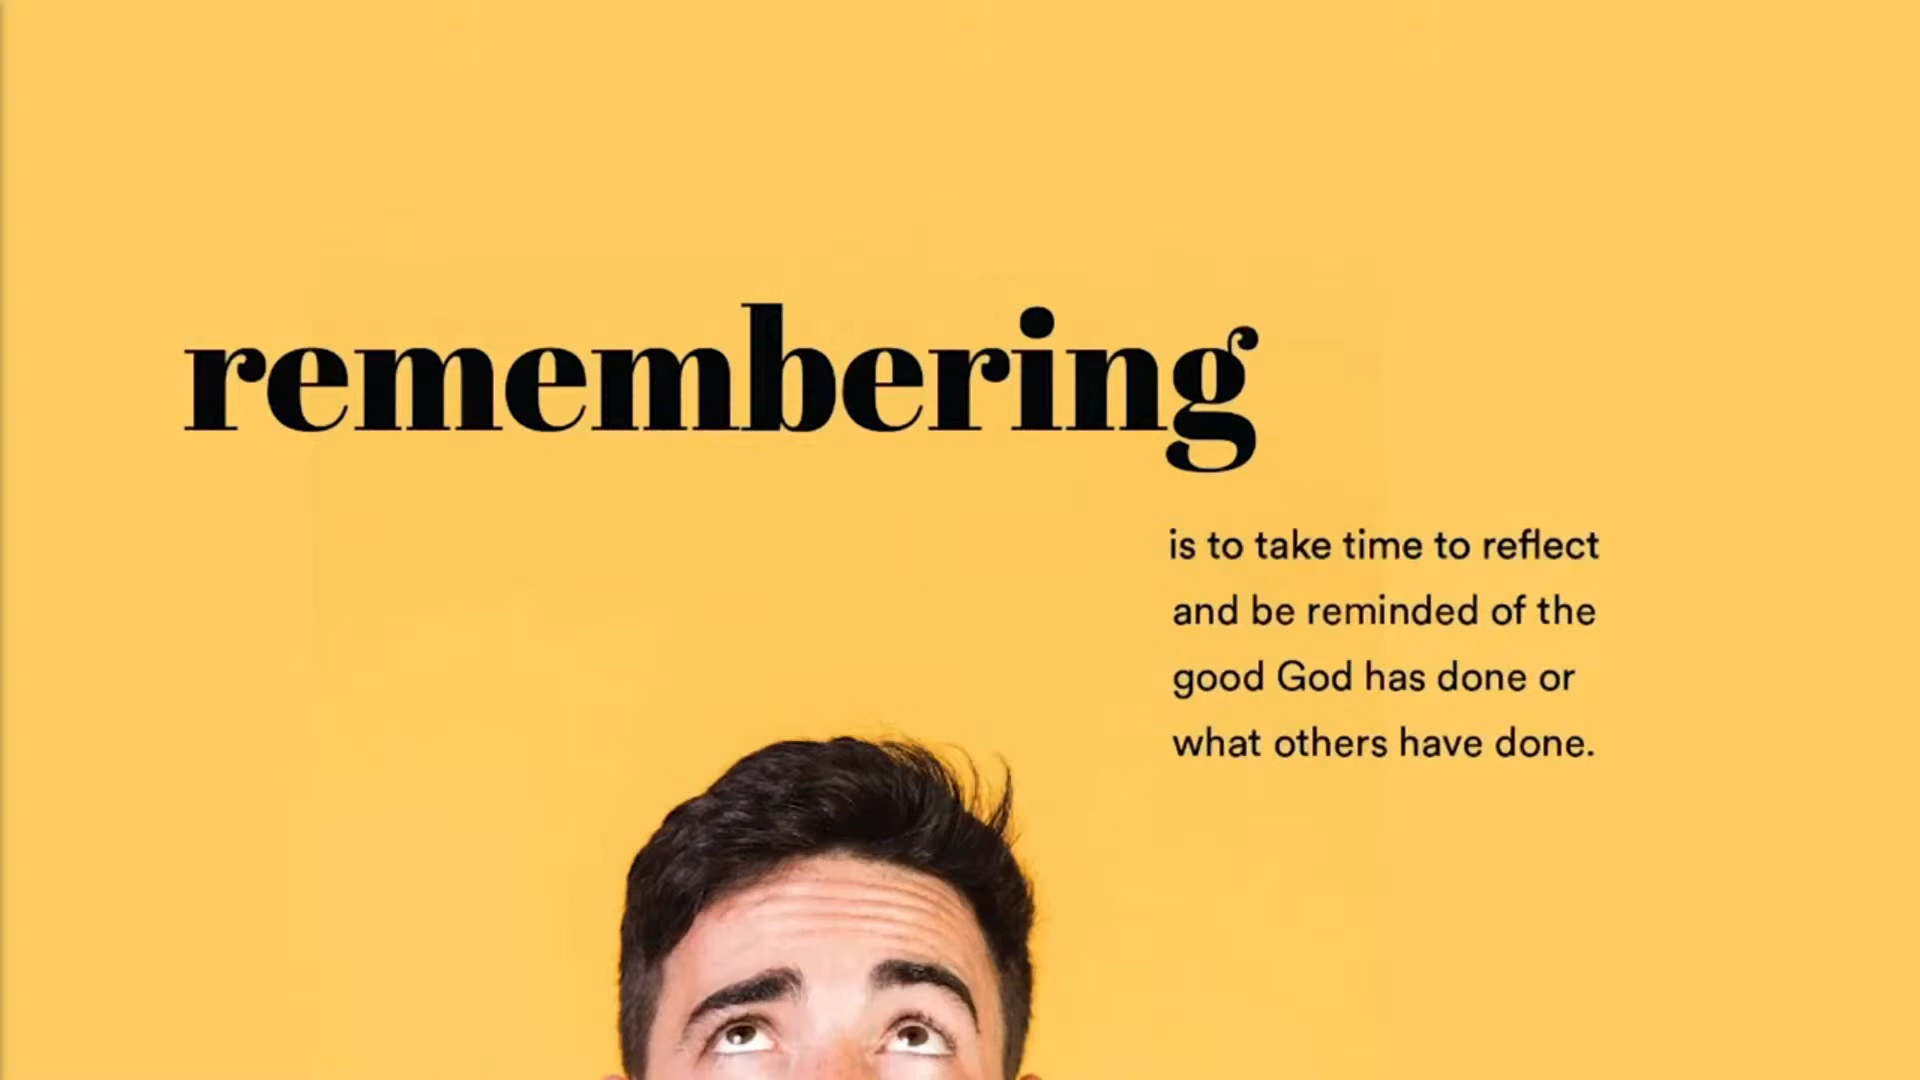 remembering
is to take time to reflect
and be reminded of the
good God has done or
what others have done.